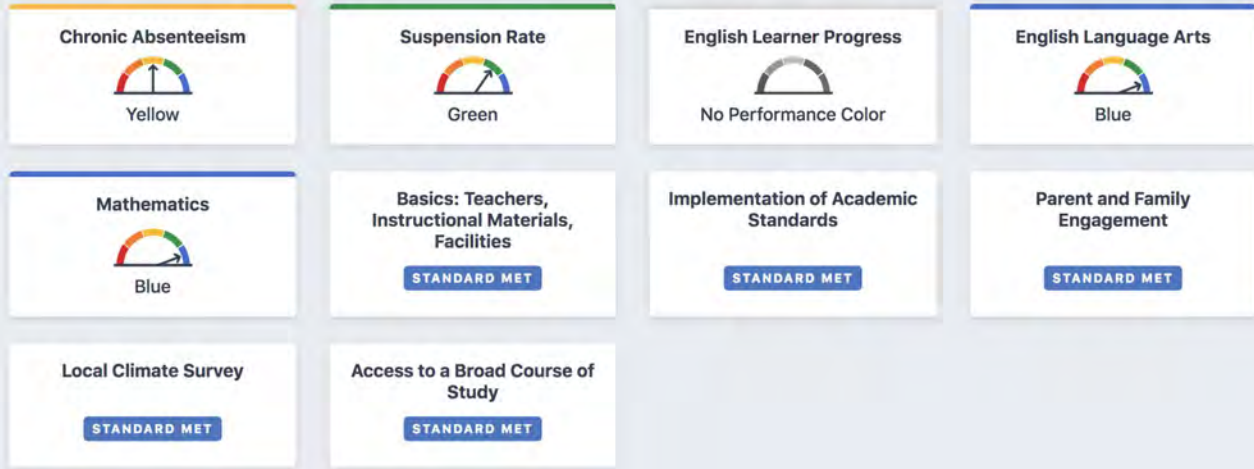 Chronic Absenteeism
Yellow
Suspension Rate
Green
English Learner Progress
No Performance Color
English Language Arts
Blue
Mathematics
Blue
Basics: Teachers,
Instructional Materials,
Facilities
STANDARD MET
Implementation of Academic
Standards
STANDARD MET
Parent and Family
Engagement
STANDARD MET
Local Climate Survey
STANDARD MET
Access to a Broad Course of
Study
STANDARD MET